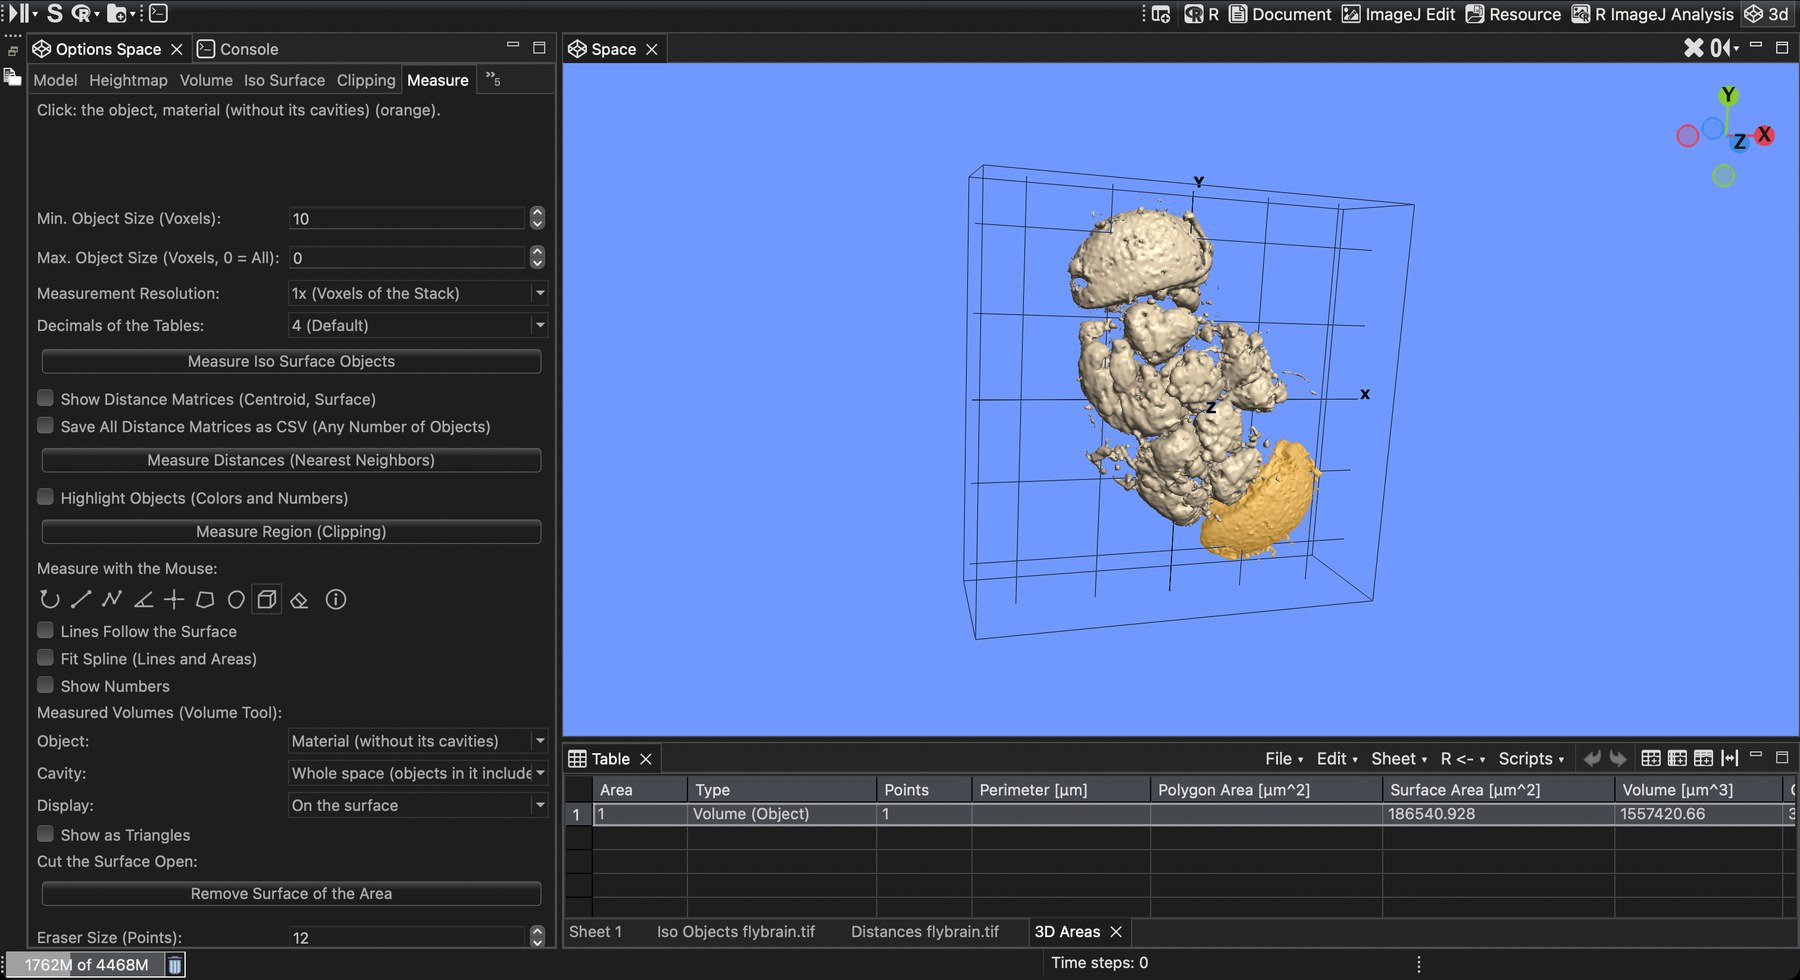 S R R Document ImageJ Edit Resource R ImageJ Analysis 3d
Options Space Console
Model Heightmap Volume Iso Surface Clipping Measure »5
Click: the object, material (without its cavities) (orange).
Min. Object Size (Voxels): 10
Max. Object Size (Voxels, 0 = All): 0
Measurement Resolution: 1x (Voxels of the Stack)
Decimals of the Tables: 4 (Default)
Measure Iso Surface Objects
Show Distance Matrices (Centroid, Surface)
Save All Distance Matrices as CSV (Any Number of Objects)
Measure Distances (Nearest Neighbors)
Highlight Objects (Colors and Numbers)
Measure Region (Clipping)
Measure with the Mouse:
Lines Follow the Surface
Fit Spline (Lines and Areas)
Show Numbers
Measured Volumes (Volume Tool):
Object: Material (without its cavities)
Cavity: Whole space (objects in it include
Display: On the surface
Show as Triangles
Cut the Surface Open:
Remove Surface of the Area
Eraser Size (Points): 12
1762M of 4468M
Space
Y
Z X
Y
X
Z
Table File Edit Sheet R <- Scripts
Area Type Points Perimeter [µm] Polygon Area [µm^2] Surface Area [µm^2] Volume [µm^3]
1 1 Volume (Object) 1 186540.928 1557420.66 3
Sheet 1 Iso Objects flybrain.tif Distances flybrain.tif 3D Areas
Time steps: 0